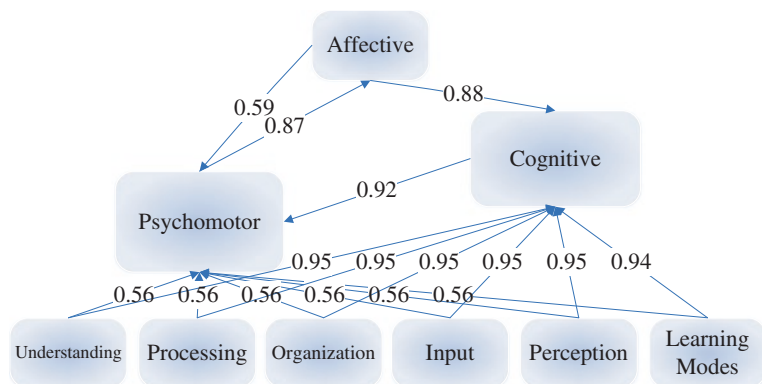 Affective
0.59
0.87
0.88
Cognitive
0.92
Psychomotor
0.95
0.95
0.95
0.95
0.95
0.94
0.56
0.56
0.56
0.56
0.56
0.56
Understanding
Processing
Organization
Input
Perception
Learning
Modes